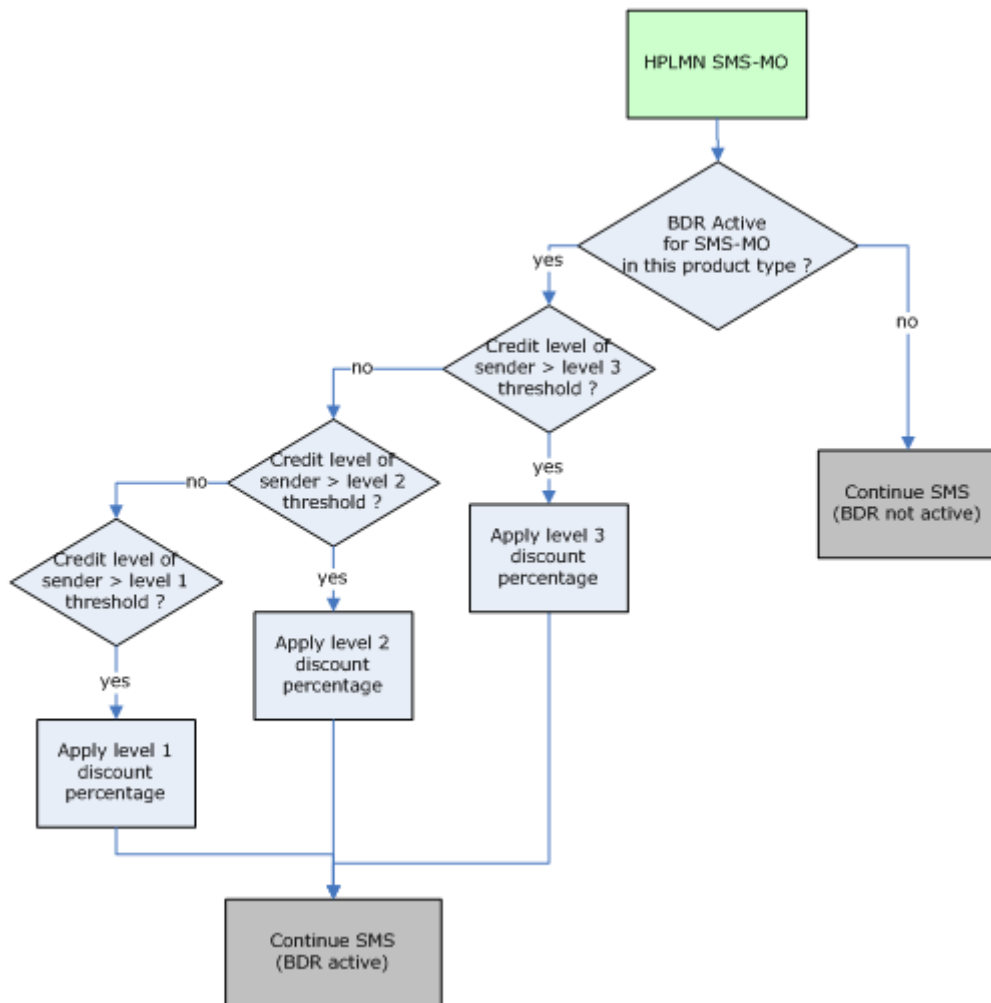 HPLMN SMS-MO
BDR Active
for SMS-MO
in this product type ?
yes
no
Credit level of
sender > level 3
threshold ?
no
yes
Credit level of
sender > level 2
threshold ?
no
yes
Continue SMS
(BDR not active)
Apply level 3
discount
percentage
Credit level of
sender > level 1
threshold ?
yes
Apply level 2
discount
percentage
Apply level 1
discount
percentage
Continue SMS
(BDR active)